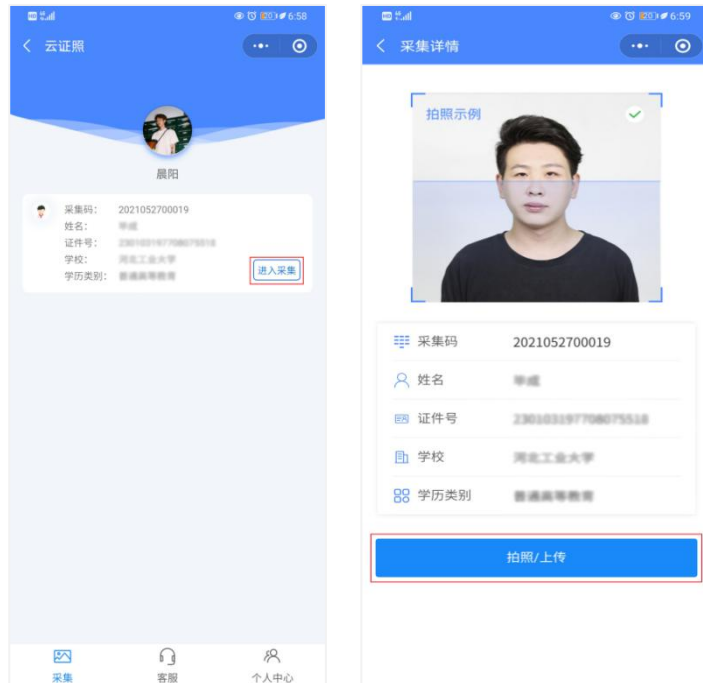 6:58
云证照
晨阳
采集码: 2021052700019
姓名:
证件号:
学校:
学历类别:
进入采集
采集
客服
个人中心
6:59
采集详情
拍照示例
采集码 2021052700019
姓名
证件号
学校
学历类别
拍照/上传